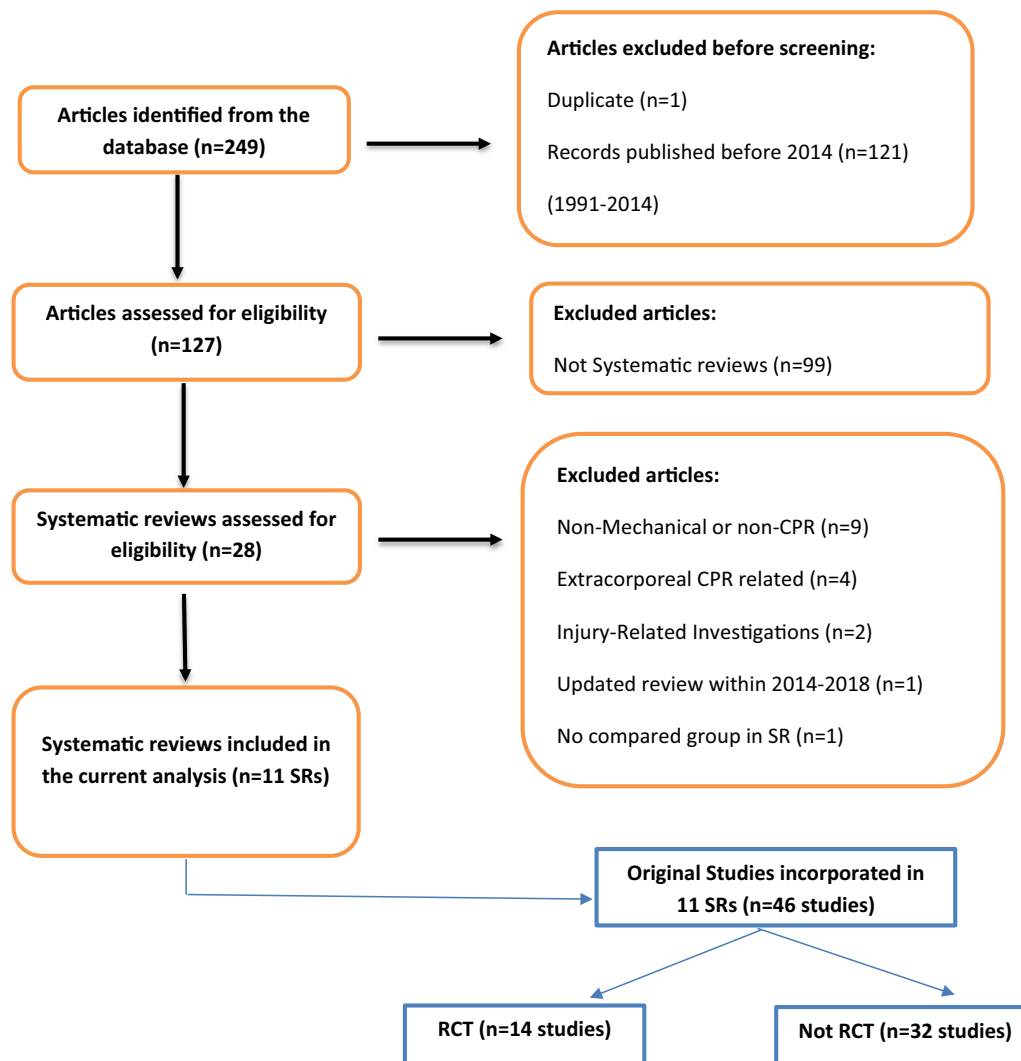 Articles identified from the
database (n=249)
Articles excluded before screening:
Duplicate (n=1)
Records published before 2014 (n=121)
(1991-2014)
Articles assessed for eligibility
(n=127)
Excluded articles:
Not Systematic reviews (n=99)
Systematic reviews assessed for
eligibility (n=28)
Excluded articles:
Non-Mechanical or non-CPR (n=9)
Extracorporeal CPR related (n=4)
Injury-Related Investigations (n=2)
Updated review within 2014-2018 (n=1)
No compared group in SR (n=1)
Systematic reviews included in
the current analysis (n=11 SRs)
Original Studies incorporated in
11 SRs (n=46 studies)
RCT (n=14 studies)
Not RCT (n=32 studies)